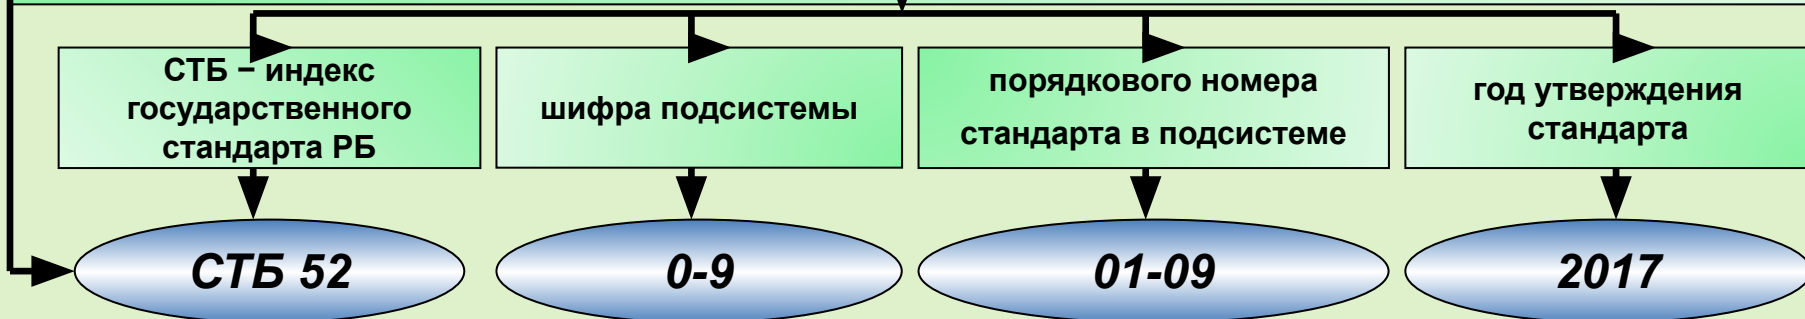 СТБ – индекс
государственного
стандарта РБ
шифра подсистемы
порядкового номера
стандарта в подсистеме
год утверждения
стандарта
СТБ 52
0-9
01-09
2017